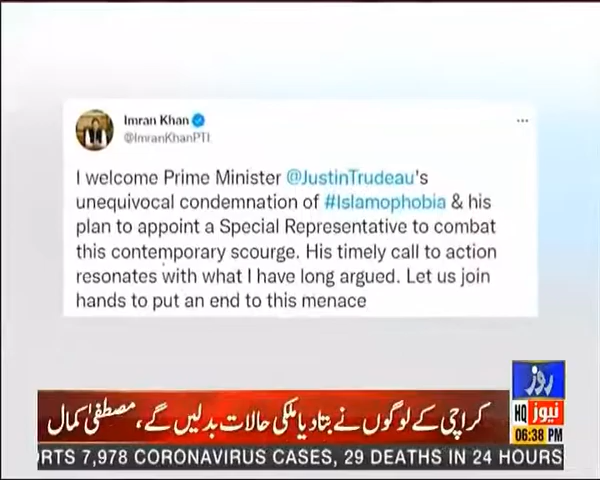 Imran Khan
@ImranKhanPTI
I welcome Prime Minister @JustinTrudeau's
unequivocal condemnation of #Islamophobia & his
plan to appoint a Special Representative to combat
this contemporary scourge. His timely call to action
resonates with what I have long argued. Let us join
hands to put an end to this menace
روز
HQ نیوز
06:38 PM
کراچی کے لوگوں نے بتا دیا ملکی حالات بدلیں گے، مصطفیٰ کمال
RTS 7,978 CORONAVIRUS CASES, 29 DEATHS IN 24 HOURS